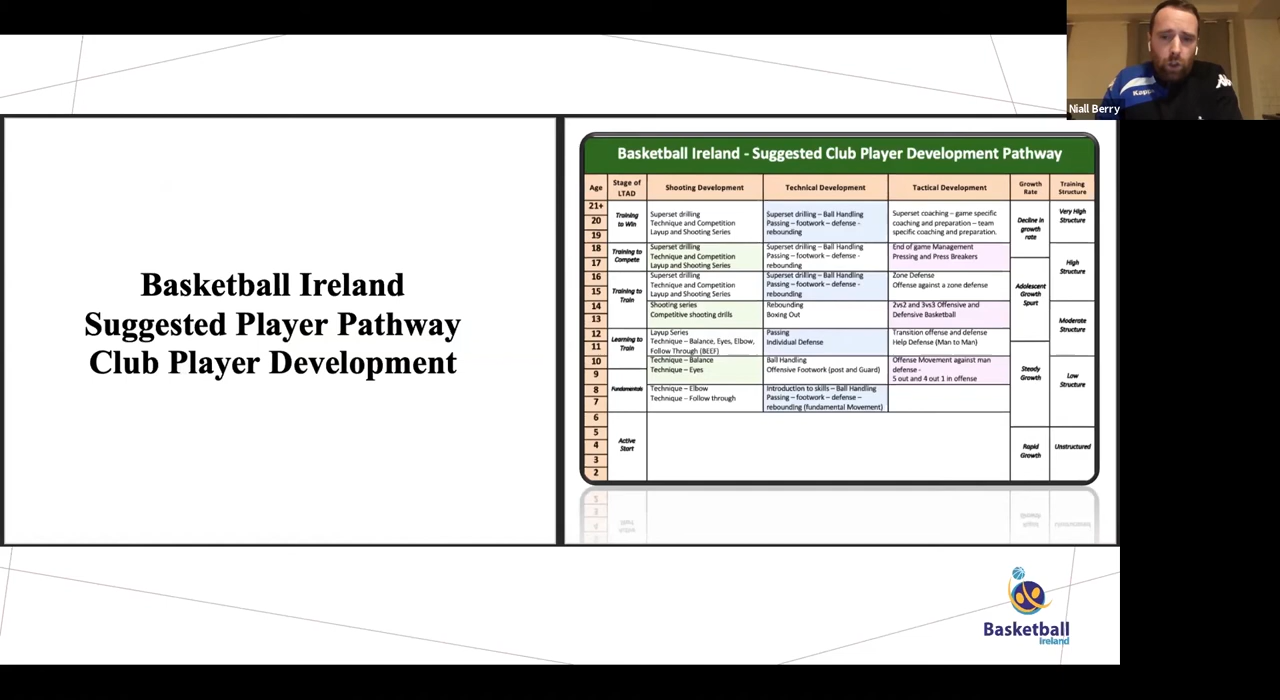 Niall Berry
Kappa
Basketball Ireland
Suggested Player Pathway
Club Player Development
Basketball Ireland - Suggested Club Player Development Pathway
Age
Stage of
LTAD
Shooting Development
Technical Development
Tactical Development
Growth
Rate
Training
Structure
21+
20
19
Training
to Win
Superset drilling
Technique and Competition
Layup and Shooting Series
Superset drilling – Ball Handling
Passing – footwork – defense -
rebounding
Superset coaching – game specific
coaching and preparation – team
specific coaching and preparation.
Decline in
growth
rate
Very High
Structure
18
17
Training to
Compete
Superset drilling
Technique and Competition
Layup and Shooting Series
Superset drilling – Ball Handling
Passing – footwork – defense -
rebounding
End of game Management
Pressing and Press Breakers
High
Structure
16
15
Training to
Train
Superset drilling
Technique and Competition
Layup and Shooting Series
Superset drilling – Ball Handling
Passing – footwork – defense -
rebounding
Zone Defense
Offense against a zone defense
Adolescent
Growth
Spurt
14
13
Shooting series
Competitive shooting drills
Rebounding
Boxing Out
2vs2 and 3vs3 Offensive and
Defensive Basketball
Moderate
Structure
12
11
Learning to
Train
Layup Series
Technique – Balance, Eyes, Elbow,
Follow Through (BEEF)
Passing
Individual Defense
Transition offense and defense
Help Defense (Man to Man)
10
9
Technique – Balance
Technique – Eyes
Ball Handling
Offensive Footwork (post and Guard)
Offense Movement against man
defense -
5 out and 4 out 1 in offense
Steady
Growth
Low
Structure
8
7
Fundamentals
Technique – Elbow
Technique – Follow through
Introduction to skills – Ball Handling
Passing – footwork – defense –
rebounding (fundamental Movement)
6
5
4
3
2
Active
Start
Rapid
Growth
Unstructured
Basketball
Ireland